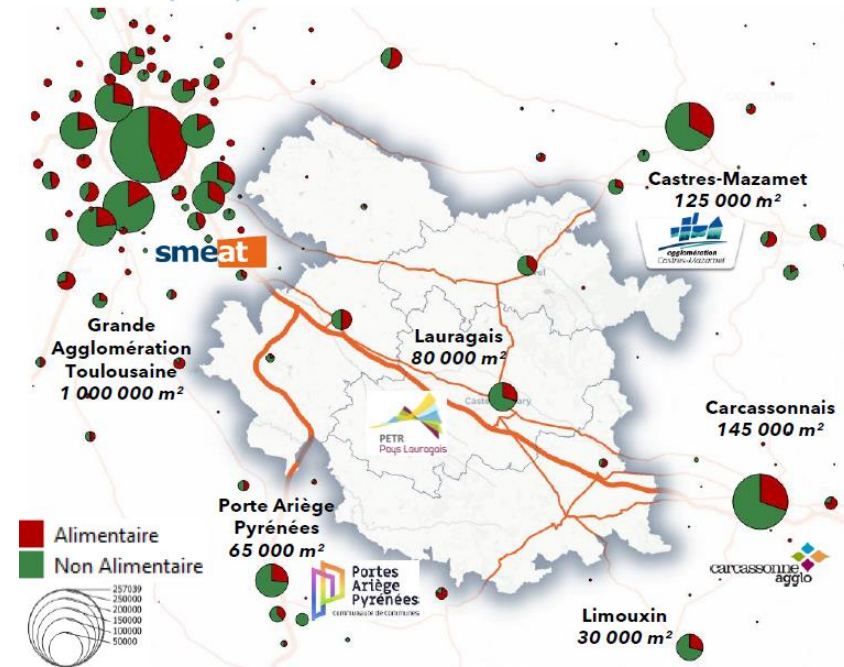 Castres-Mazamet
125 000 m²
agglomération
Castres-Mazamet
smeat
Grande
Agglomération
Toulousaine
1 000 000 m²
Lauragais
80 000 m²
PETR
Pays Lauragais
Carcassonnais
145 000 m²
Porte Ariège
Pyrénées
65 000 m²
Alimentaire
Non Alimentaire
257039
250000
200000
150000
100000
50000
Portes
Ariège
Pyrénées
Communauté de communes
carcassonne
agglo
Limouxin
30 000 m²